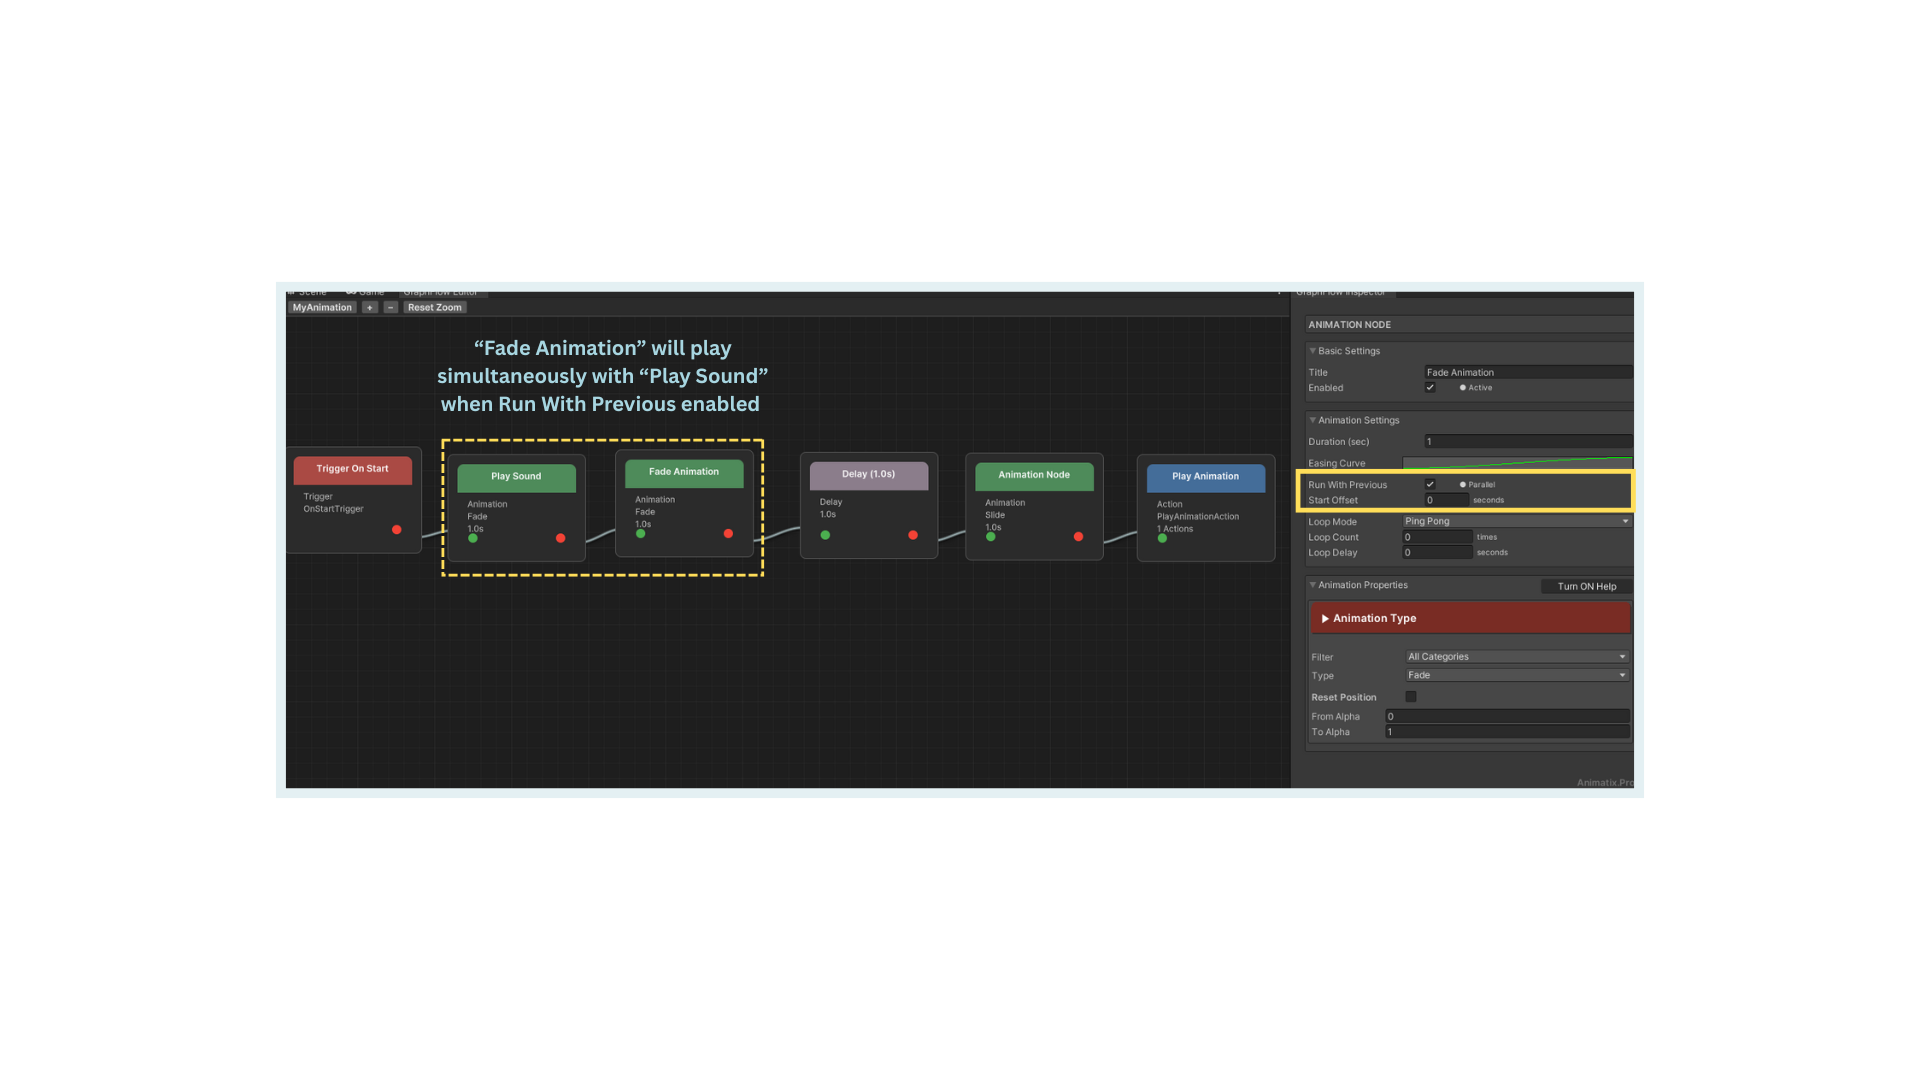 Scene Game GraphFlow Editor
MyAnimation + − Reset Zoom
“Fade Animation” will play
simultaneously with “Play Sound”
when Run With Previous enabled
Trigger On Start
Trigger
OnStartTrigger
Play Sound
Animation
Fade
1.0s
Fade Animation
Animation
Fade
1.0s
Delay (1.0s)
Delay
1.0s
Animation Node
Animation
Slide
1.0s
Play Animation
Action
PlayAnimationAction
1 Actions
GraphFlow Inspector
ANIMATION NODE
Basic Settings
Title Fade Animation
Enabled Active
Animation Settings
Duration (sec) 1
Easing Curve
Run With Previous Parallel
Start Offset 0 seconds
Loop Mode Ping Pong
Loop Count 0 times
Loop Delay 0 seconds
Animation Properties Turn ON Help
Animation Type
Filter All Categories
Type Fade
Reset Position
From Alpha 0
To Alpha 1
Animatix.Pro